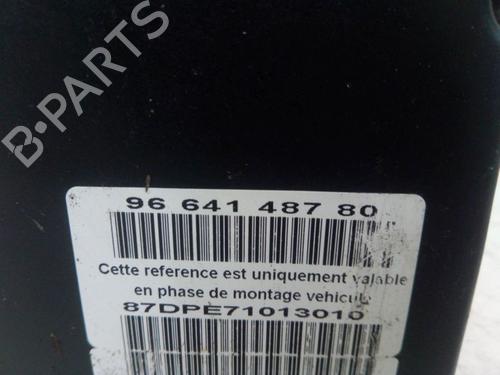 B-PARTS
96 641 487 80
Cette reference est uniquement valable
en phase de montage vehicule
87DPE71013010